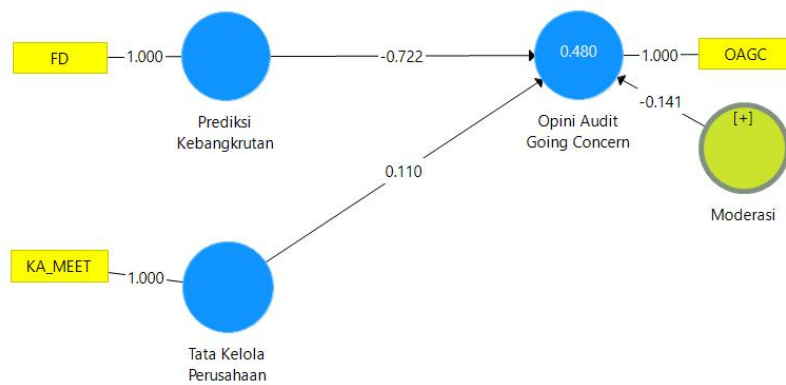 FD
1.000
Prediksi
Kebangkrutan
-0.722
0.480
Opini Audit
Going Concern
1.000
OAGC
-0.141
[+]
Moderasi
0.110
KA_MEET
1.000
Tata Kelola
Perusahaan